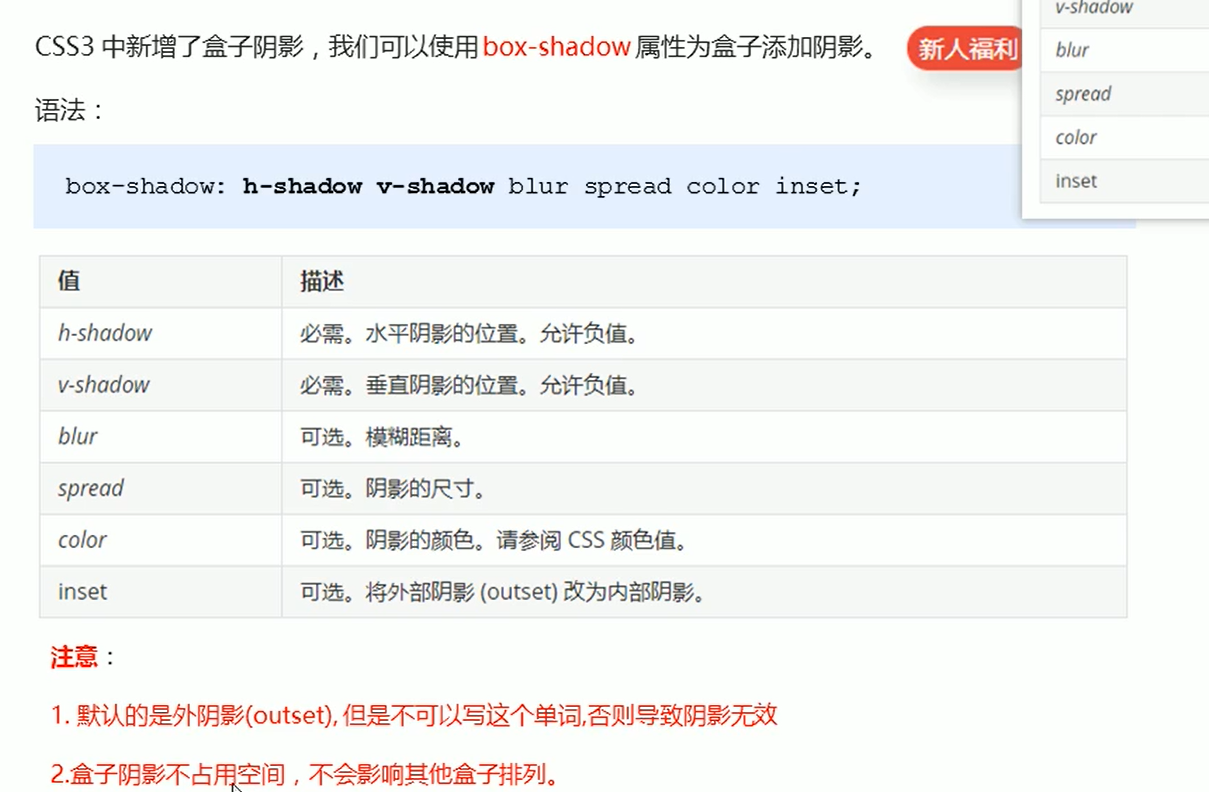 CSS3 中新增了盒子阴影，我们可以使用 box-shadow 属性为盒子添加阴影。
新人福利
语法：
box-shadow: h-shadow v-shadow blur spread color inset;
v-shadow
blur
spread
color
inset
值 描述
h-shadow 必需。水平阴影的位置。允许负值。
v-shadow 必需。垂直阴影的位置。允许负值。
blur 可选。模糊距离。
spread 可选。阴影的尺寸。
color 可选。阴影的颜色。请参阅 CSS 颜色值。
inset 可选。将外部阴影 (outset) 改为内部阴影。
注意：
1. 默认的是外阴影(outset),但是不可以写这个单词,否则导致阴影无效
2.盒子阴影不占用空间，不会影响其他盒子排列。